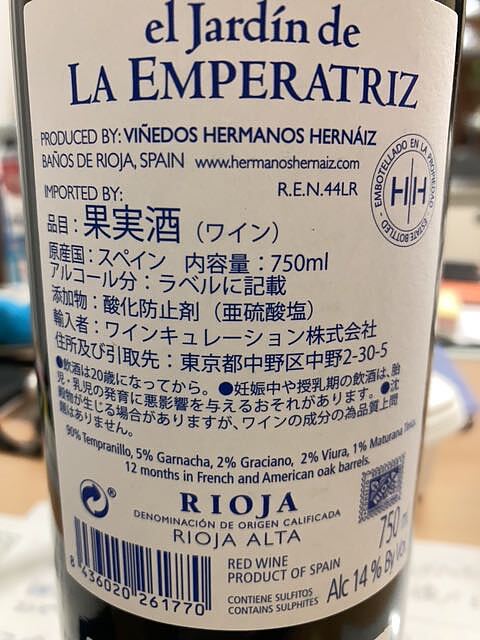 el Jardín de
LA EMPERATRIZ
PRODUCED BY: VIÑEDOS HERMANOS HERNÁIZ
BAÑOS DE RIOJA, SPAIN www.hermanoshernaiz.com
R.E.N.44LR
EMBOTELLADO EN LA PROPIEDAD - ESTATE BOTTLED -
HH
IMPORTED BY:
品目：果実酒（ワイン）
原産国：スペイン 内容量：750ml
アルコール分：ラベルに記載
添加物：酸化防止剤（亜硫酸塩）
輸入者：ワインキュレーション株式会社
住所及び引取先：東京都中野区中野2-30-5
●飲酒は20歳になってから。●妊娠中や授乳期の飲酒は、胎
児・乳児の発育に悪影響を与えるおそれがあります。●沈
殿物が生じる場合がありますが、ワインの成分の為品質上問
題はありません。
90% Tempranillo, 5% Garnacha, 2% Graciano, 2% Viura, 1% Maturana Tinta.
12 months in French and American oak barrels.
RIOJA
DENOMINACIÓN DE ORIGEN CALIFICADA
RIOJA ALTA
750 m
8 436020 261770
RED WINE
PRODUCT OF SPAIN
CONTIENE SULFITOS
CONTAINS SULPHITES
Alc 14 % By Vol